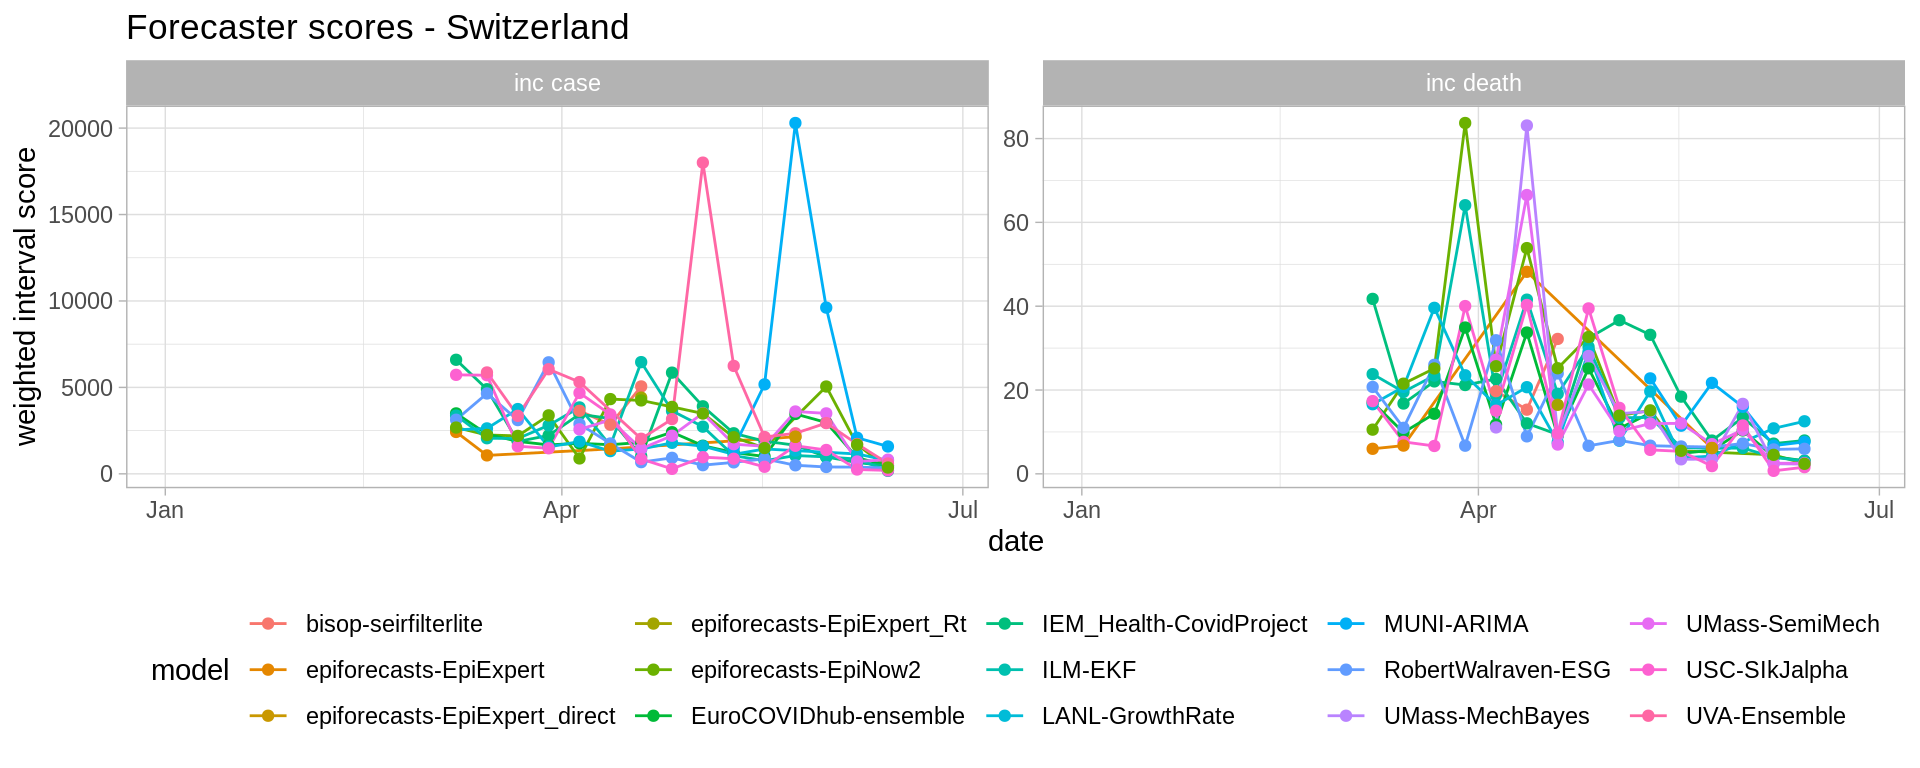 Forecaster scores - Switzerland
inc case
inc death
weighted interval score
20000
15000
10000
5000
0
80
60
40
20
0
Jan
Apr
Jul
Jan
Apr
Jul
date
model
bisop-seirfilterlite
epiforecasts-EpiExpert
epiforecasts-EpiExpert_direct
epiforecasts-EpiExpert_Rt
epiforecasts-EpiNow2
EuroCOVIDhub-ensemble
IEM_Health-CovidProject
ILM-EKF
LANL-GrowthRate
MUNI-ARIMA
RobertWalraven-ESG
UMass-MechBayes
UMass-SemiMech
USC-SIkJalpha
UVA-Ensemble